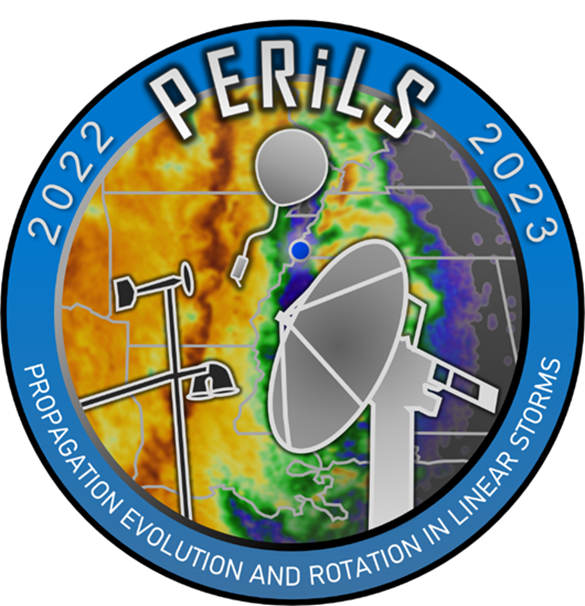 PERiLS
2022
2023
PROPAGATION EVOLUTION AND ROTATION IN LINEAR STORMS